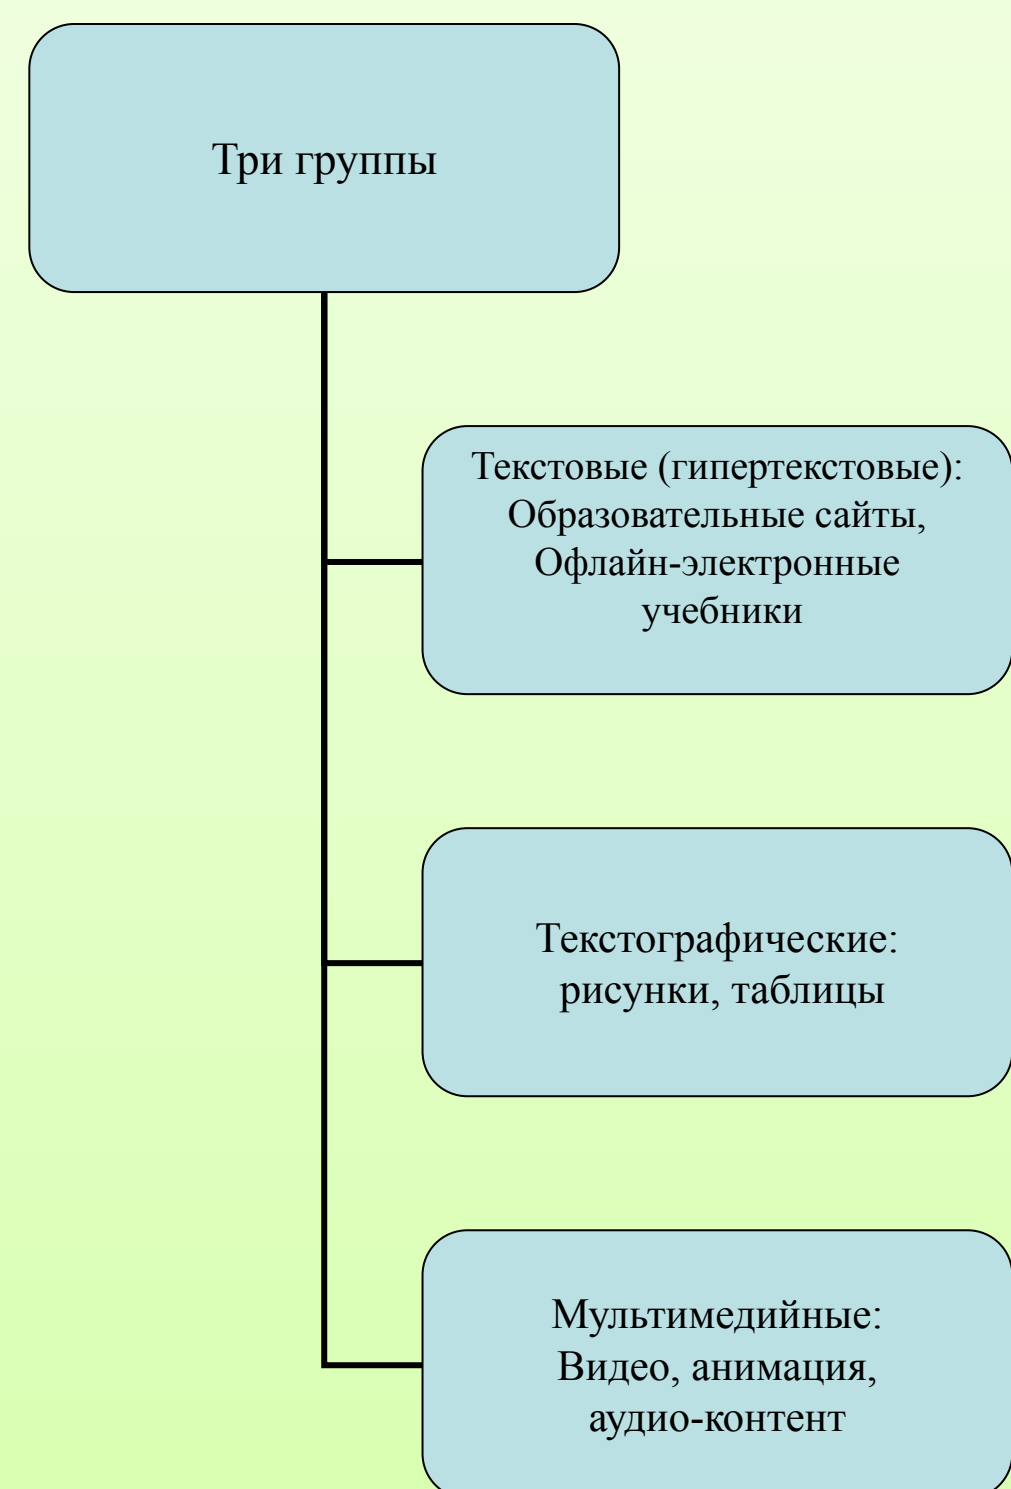 Три группы
Текстовые (гипертекстовые):
Образовательные сайты,
Офлайн-электронные
учебники
Текстографические:
рисунки, таблицы
Мультимедийные:
Видео, анимация,
аудио-контент